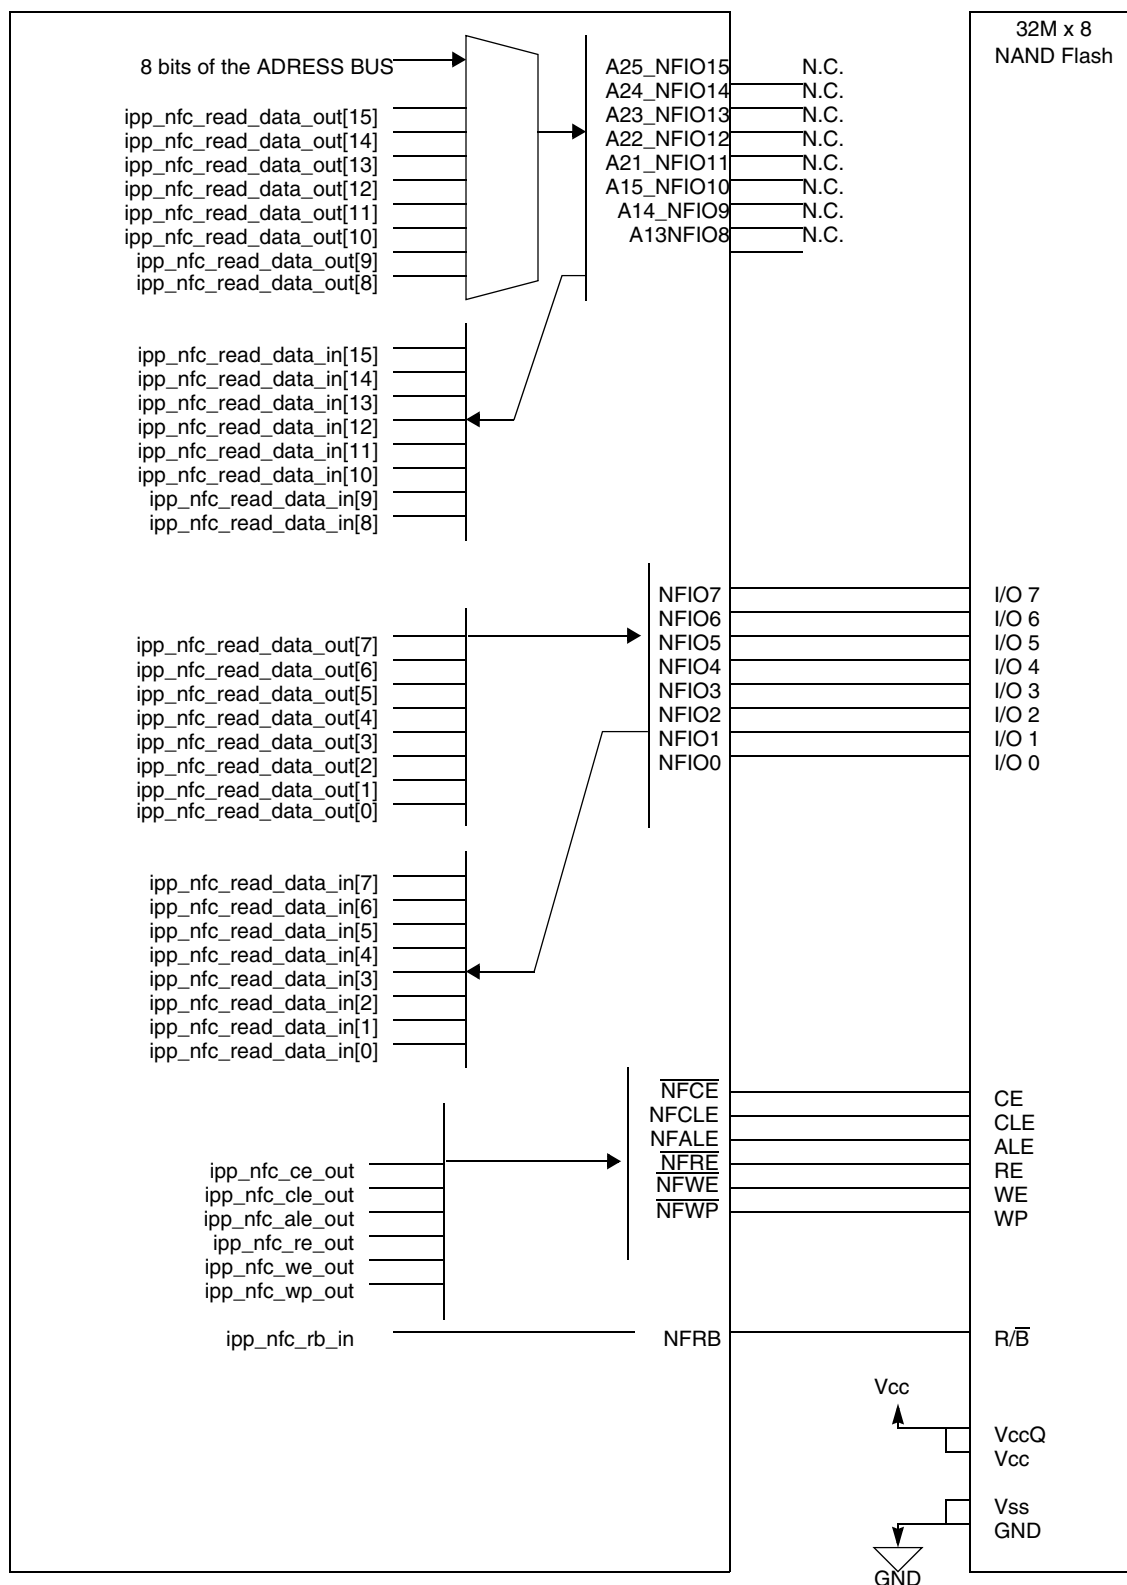 32M x 8
NAND Flash
8 bits of the ADRESS BUS
A25_NFIO15 N.C.
A24_NFIO14 N.C.
A23_NFIO13 N.C.
A22_NFIO12 N.C.
A21_NFIO11 N.C.
A15_NFIO10 N.C.
A14_NFIO9 N.C.
A13NFIO8 N.C.
ipp_nfc_read_data_out[15]
ipp_nfc_read_data_out[14]
ipp_nfc_read_data_out[13]
ipp_nfc_read_data_out[12]
ipp_nfc_read_data_out[11]
ipp_nfc_read_data_out[10]
ipp_nfc_read_data_out[9]
ipp_nfc_read_data_out[8]
ipp_nfc_read_data_in[15]
ipp_nfc_read_data_in[14]
ipp_nfc_read_data_in[13]
ipp_nfc_read_data_in[12]
ipp_nfc_read_data_in[11]
ipp_nfc_read_data_in[10]
ipp_nfc_read_data_in[9]
ipp_nfc_read_data_in[8]
NFIO7 I/O 7
NFIO6 I/O 6
NFIO5 I/O 5
NFIO4 I/O 4
NFIO3 I/O 3
NFIO2 I/O 2
NFIO1 I/O 1
NFIO0 I/O 0
ipp_nfc_read_data_out[7]
ipp_nfc_read_data_out[6]
ipp_nfc_read_data_out[5]
ipp_nfc_read_data_out[4]
ipp_nfc_read_data_out[3]
ipp_nfc_read_data_out[2]
ipp_nfc_read_data_out[1]
ipp_nfc_read_data_out[0]
ipp_nfc_read_data_in[7]
ipp_nfc_read_data_in[6]
ipp_nfc_read_data_in[5]
ipp_nfc_read_data_in[4]
ipp_nfc_read_data_in[3]
ipp_nfc_read_data_in[2]
ipp_nfc_read_data_in[1]
ipp_nfc_read_data_in[0]
N̅F̅C̅E̅ CE
NFCLE CLE
NFALE ALE
N̅F̅R̅E̅ RE
N̅F̅W̅E̅ WE
N̅F̅W̅P̅ WP
ipp_nfc_ce_out
ipp_nfc_cle_out
ipp_nfc_ale_out
ipp_nfc_re_out
ipp_nfc_we_out
ipp_nfc_wp_out
ipp_nfc_rb_in NFRB R/B̅
Vcc
VccQ
Vcc
Vss
GND
GND